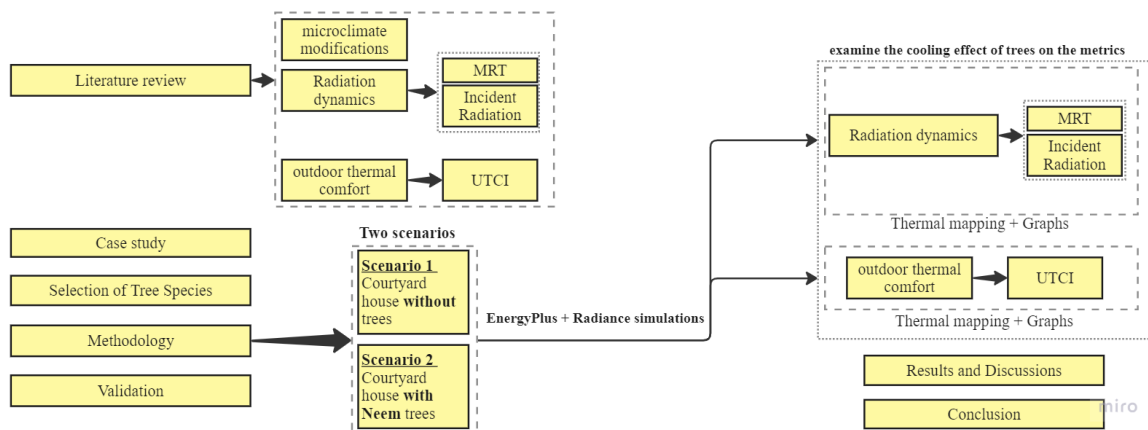 Literature review
microclimate
modifications
Radiation
dynamics
MRT
Incident
Radiation
outdoor thermal
comfort
UTCI
Case study
Selection of Tree Species
Methodology
Validation
Two scenarios
Scenario 1
Courtyard
house without
trees
Scenario 2
Courtyard
house with
Neem trees
EnergyPlus + Radiance simulations
examine the cooling effect of trees on the metrics
Radiation dynamics
MRT
Incident
Radiation
Thermal mapping + Graphs
outdoor thermal
comfort
UTCI
Thermal mapping + Graphs
Results and Discussions
Conclusion
miro